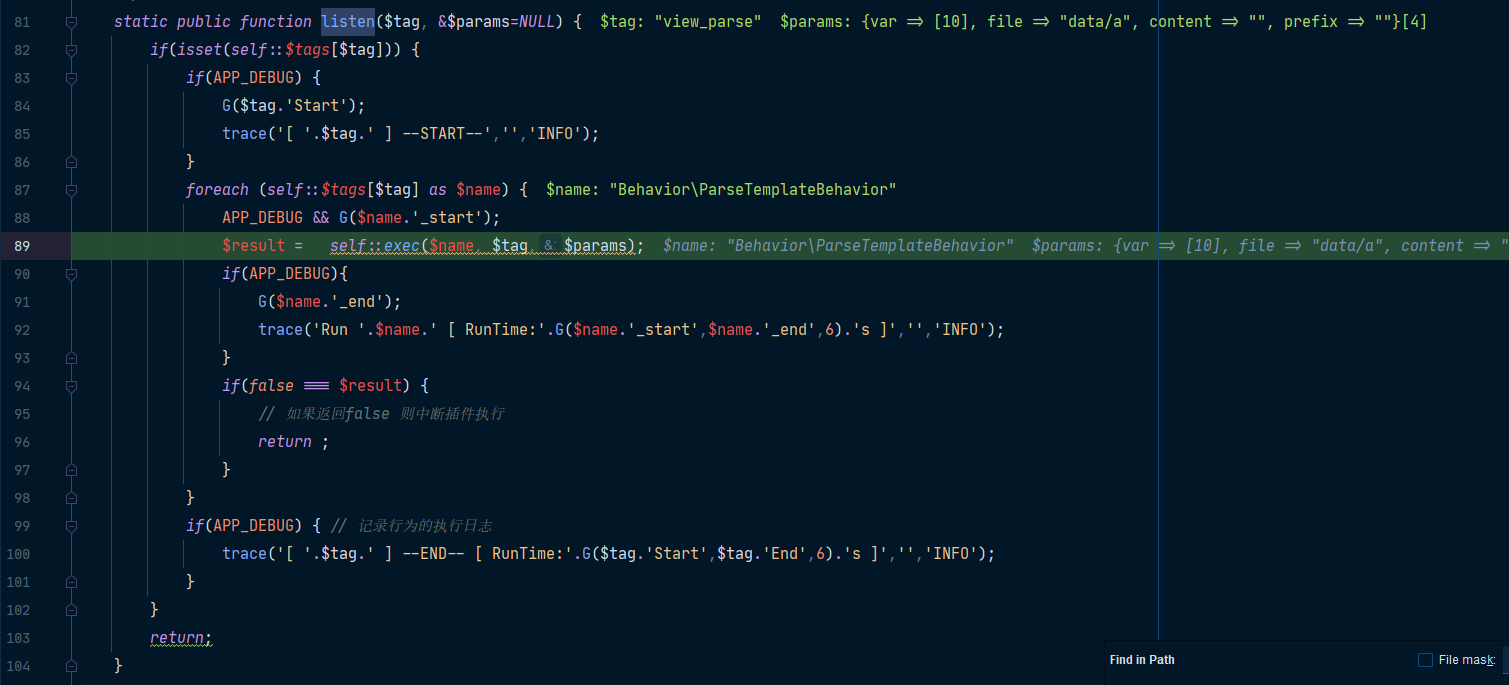 81 static public function listen($tag, &$params=NULL) { $tag: "view_parse" $params: {var => [10], file => "data/a", content => "", prefix => ""}[4]
82 if(isset(self::$tags[$tag])) {
83 if(APP_DEBUG) {
84 G($tag.'Start');
85 trace('[ '.$tag.' ] --START--','','INFO');
86 }
87 foreach (self::$tags[$tag] as $name) { $name: "Behavior\ParseTemplateBehavior"
88 APP_DEBUG && G($name.'_start');
89 $result = self::exec($name, $tag, &: $params); $name: "Behavior\ParseTemplateBehavior" $params: {var => [10], file => "data/a", content => "
90 if(APP_DEBUG){
91 G($name.'_end');
92 trace('Run '.$name.' [ RunTime:'.G($name.'_start',$name.'_end',6).'s ]','','INFO');
93 }
94 if(false === $result) {
95 // 如果返回false 则中断插件执行
96 return ;
97 }
98 }
99 if(APP_DEBUG) { // 记录行为的执行日志
100 trace('[ '.$tag.' ] --END-- [ RunTime:'.G($tag.'Start',$tag.'End',6).'s ]','','INFO');
101 }
102 }
103 return;
104 }
Find in Path File mask: